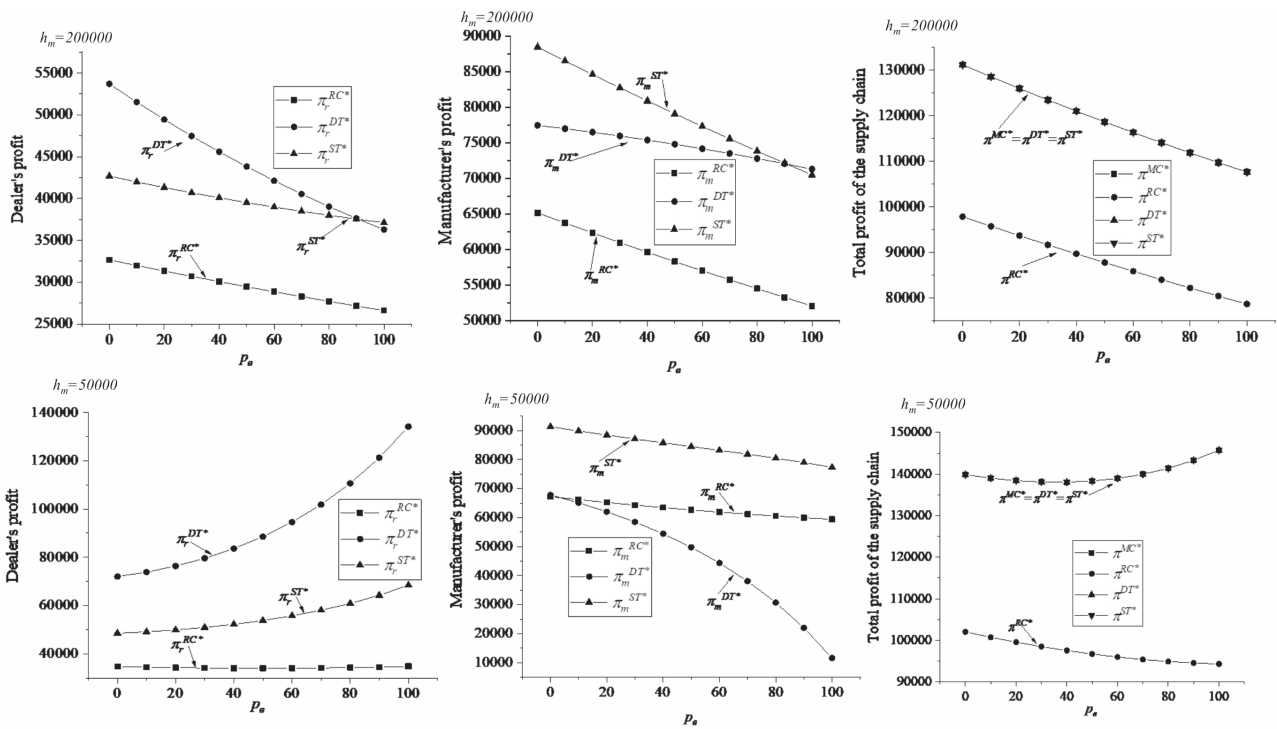 h_m=200000
Dealer's profit
55000
50000
45000
40000
35000
30000
25000
0 20 40 60 80 100
p_e
π_r^RC*
π_r^DT*
π_r^ST*
π_r^DT*
π_r^ST*
π_r^RC*
h_m=200000
Manufacturer's profit
90000
85000
80000
75000
70000
65000
60000
55000
50000
0 20 40 60 80 100
p_e
π_m^ST*
π_m^DT*
π_m^RC*
π_m^RC*
π_m^DT*
π_m^ST*
h_m=200000
Total profit of the supply chain
130000
120000
110000
100000
90000
80000
0 20 40 60 80 100
p_e
π^MC*=π^DT*=π^ST*
π^MC*
π^RC*
π^DT*
π^ST*
π^RC*
h_m=50000
Dealer's profit
140000
120000
100000
80000
60000
40000
0 20 40 60 80 100
p_e
π_r^RC*
π_r^DT*
π_r^ST*
π_r^DT*
π_r^ST*
π_r^RC*
h_m=50000
Manufacturer's profit
90000
80000
70000
60000
50000
40000
30000
20000
10000
0 20 40 60 80 100
p_e
π_m^ST*
π_m^RC*
π_m^RC*
π_m^DT*
π_m^ST*
π_m^DT*
h_m=50000
Total profit of the supply chain
150000
140000
130000
120000
110000
100000
90000
0 20 40 60 80 100
p_e
π^MC*=π^DT*=π^ST*
π^MC*
π^RC*
π^DT*
π^ST*
π^RC*